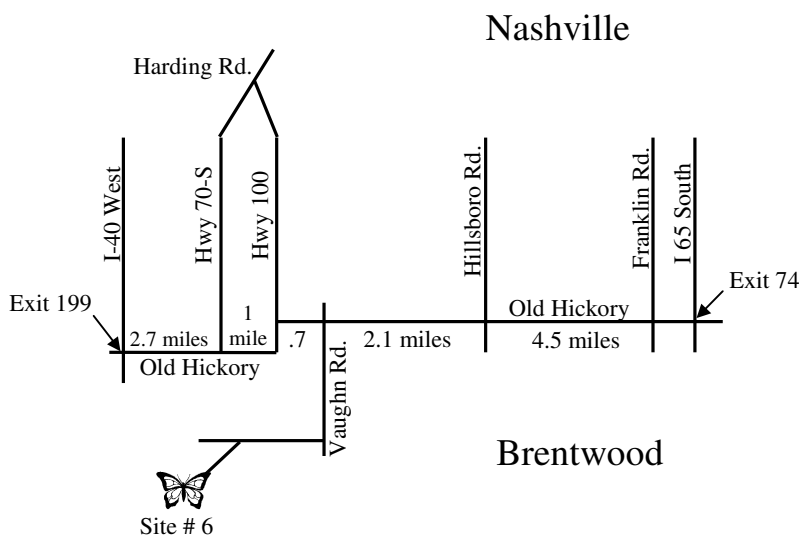 Nashville
Harding Rd.
I-40 West
Hwy 70-S
Hwy 100
Hillsboro Rd.
Franklin Rd.
I 65 South
Exit 74
Exit 199
1
mile
Old Hickory
2.7 miles
.7
2.1 miles
4.5 miles
Old Hickory
Vaughn Rd.
Brentwood
Site # 6